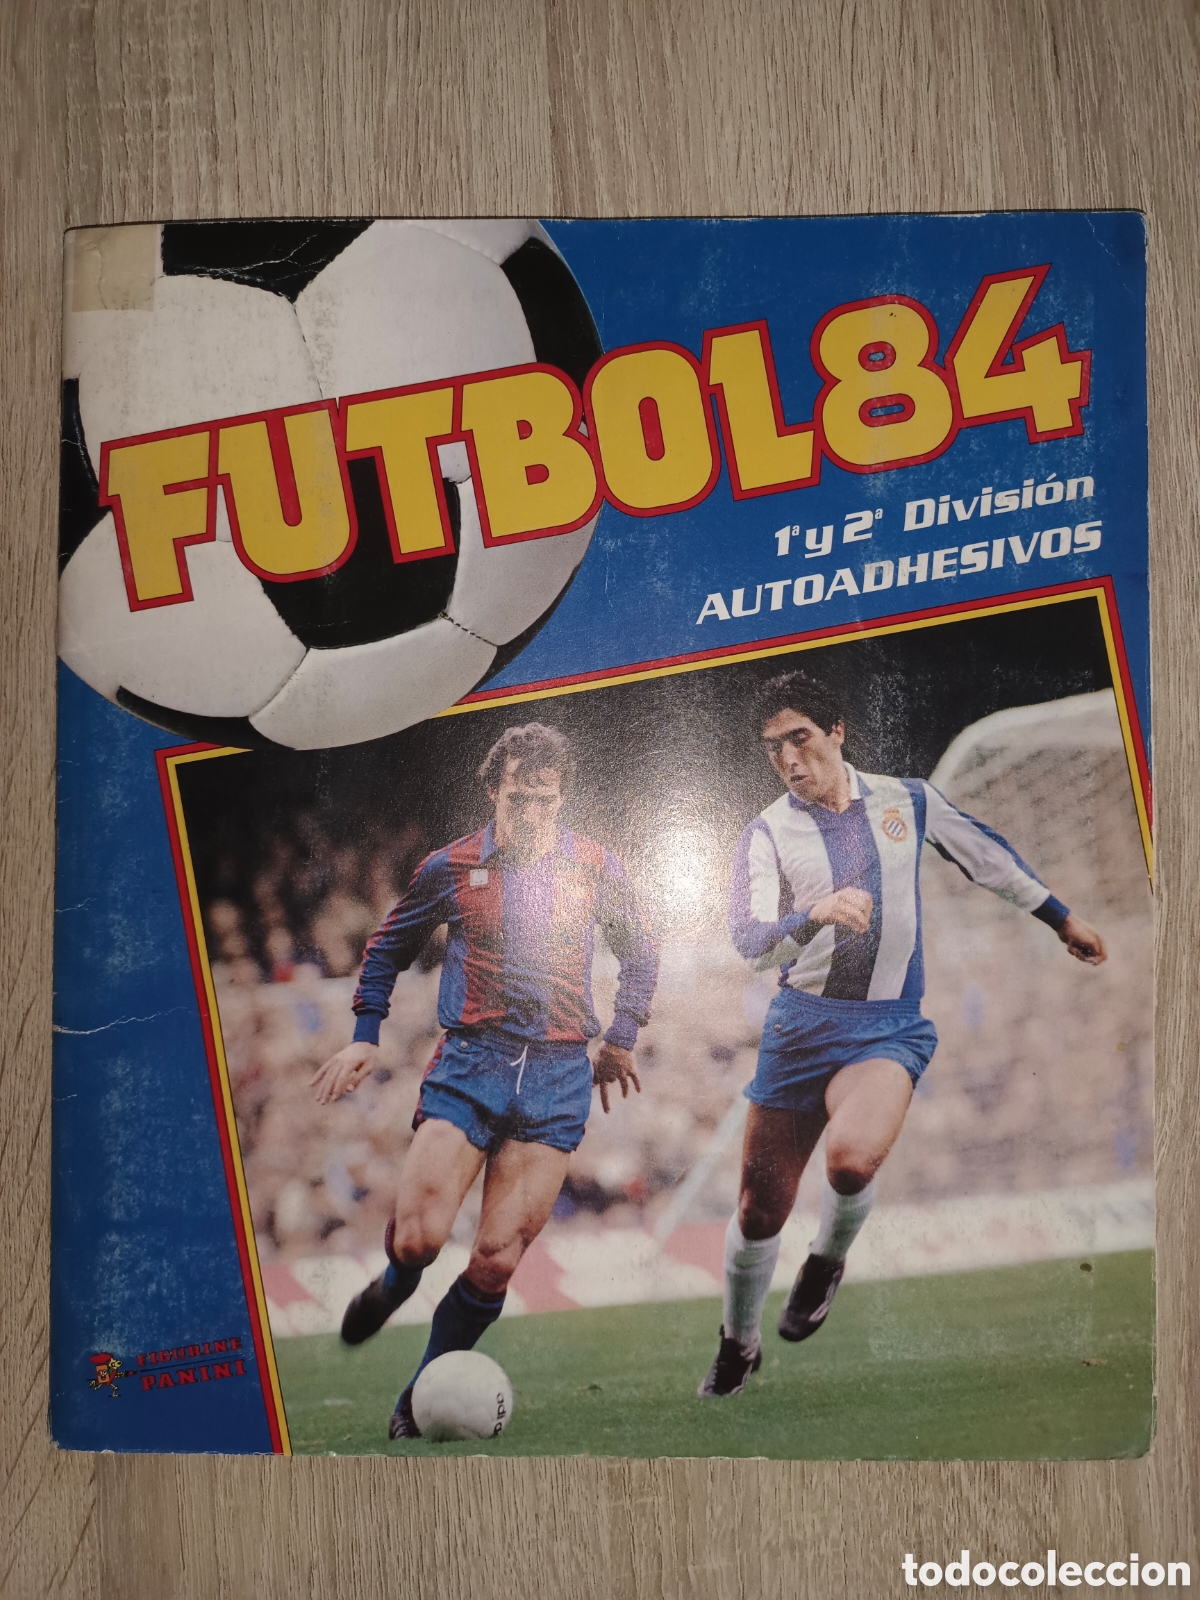 FUTBOL84
1ª y 2ª División
AUTOADHESIVOS
FIGURINE
PANINI
todocoleccion